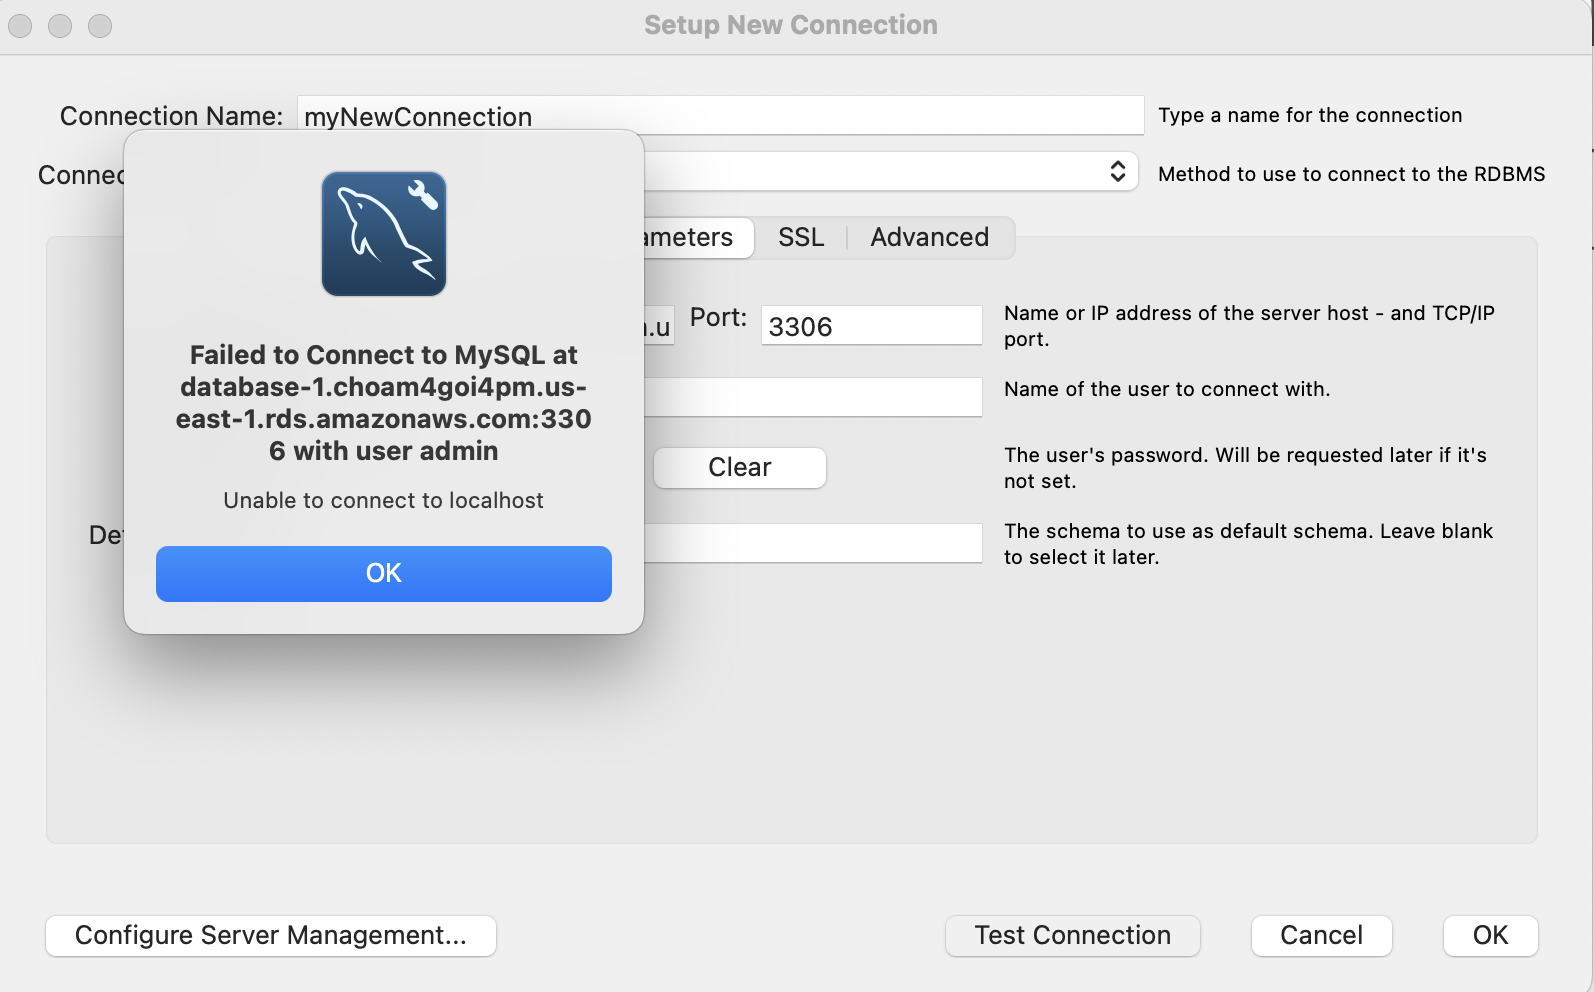 Setup New Connection
Connection Name: myNewConnection Type a name for the connection
Connec Method to use to connect to the RDBMS
ameters SSL Advanced
.u Port: 3306 Name or IP address of the server host - and TCP/IP
port.
Name of the user to connect with.
Clear The user's password. Will be requested later if it's
not set.
De The schema to use as default schema. Leave blank
to select it later.
Failed to Connect to MySQL at
database-1.choam4goi4pm.us-
east-1.rds.amazonaws.com:330
6 with user admin
Unable to connect to localhost
OK
Configure Server Management... Test Connection Cancel OK